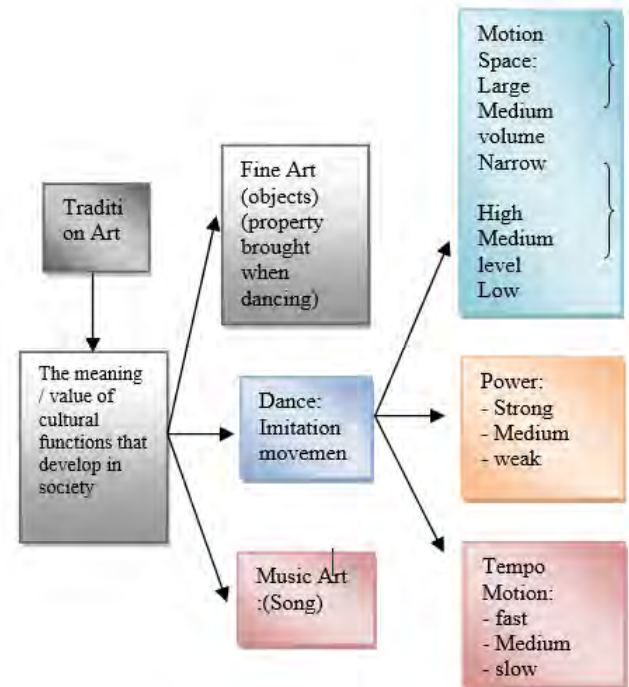 Traditi
on Art
The meaning
/ value of
cultural
functions that
develop in
society
Fine Art
(objects)
(property
brought
when
dancing)
Dance:
Imitation
movemen
Music Art
:(Song)
Motion
Space:
Large
Medium
volume
Narrow
High
Medium
level
Low
Power:
- Strong
- Medium
- weak
Tempo
Motion:
- fast
- Medium
- slow